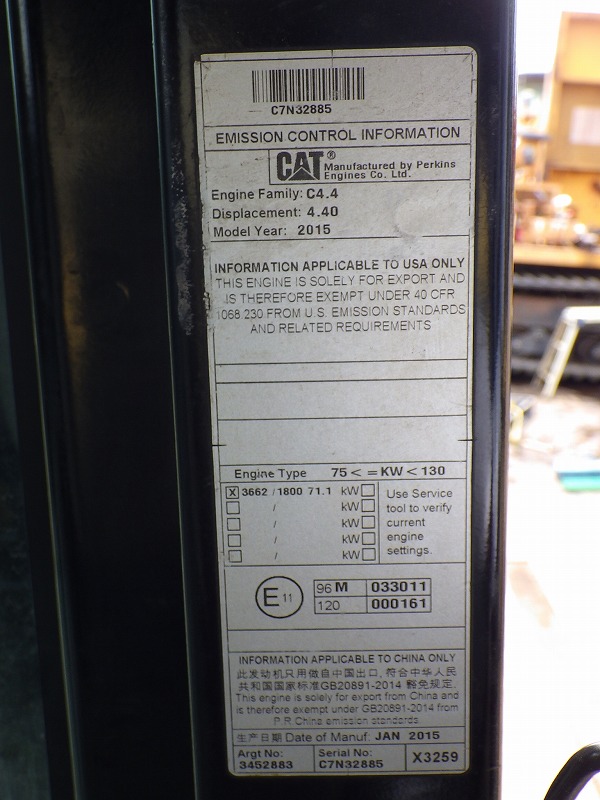 C7N32885
EMISSION CONTROL INFORMATION
CAT® Manufactured by Perkins
Engines Co. Ltd.
Engine Family: C4.4
Displacement: 4.40
Model Year: 2015
INFORMATION APPLICABLE TO USA ONLY
THIS ENGINE IS SOLELY FOR EXPORT AND
IS THEREFORE EXEMPT UNDER 40 CFR
1068.230 FROM U.S. EMISSION STANDARDS
AND RELATED REQUIREMENTS
Engine Type 75 < = KW < 130
X 3662 / 1800 71.1 kW
/ kW
/ kW
/ kW
/ kW
Use Service
tool to verify
current
engine
settings.
E 11
96 M 033011
120 000161
INFORMATION APPLICABLE TO CHINA ONLY
此发动机只用做自中国出口, 符合中华人民
共和国国家标准GB20891-2014 豁免规定.
This engine is solely for export from China and
is therefore exempt under GB20891-2014 from
P.R.China emission standards
生产日期 Date of Manuf: JAN 2015
Argt No: Serial No:
3452883 C7N32885 X3259